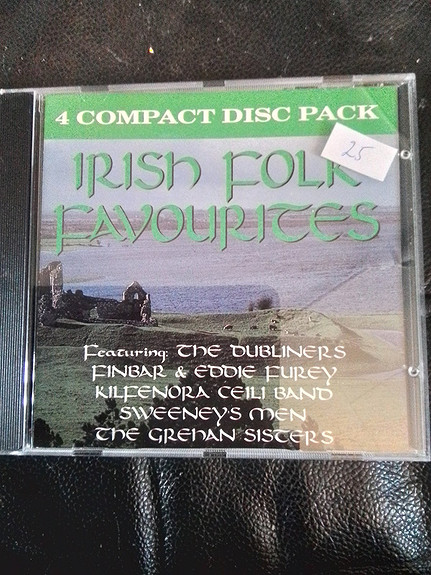 4 COMPACT DISC PACK
25
IRISH FOLK
FAVOURITES
Featuring: THE DUBLINERS
FINBAR & EDDIE FUREY
KILFENORA CEILI BAND
SWEENEY'S MEN
THE GREHAN SISTERS